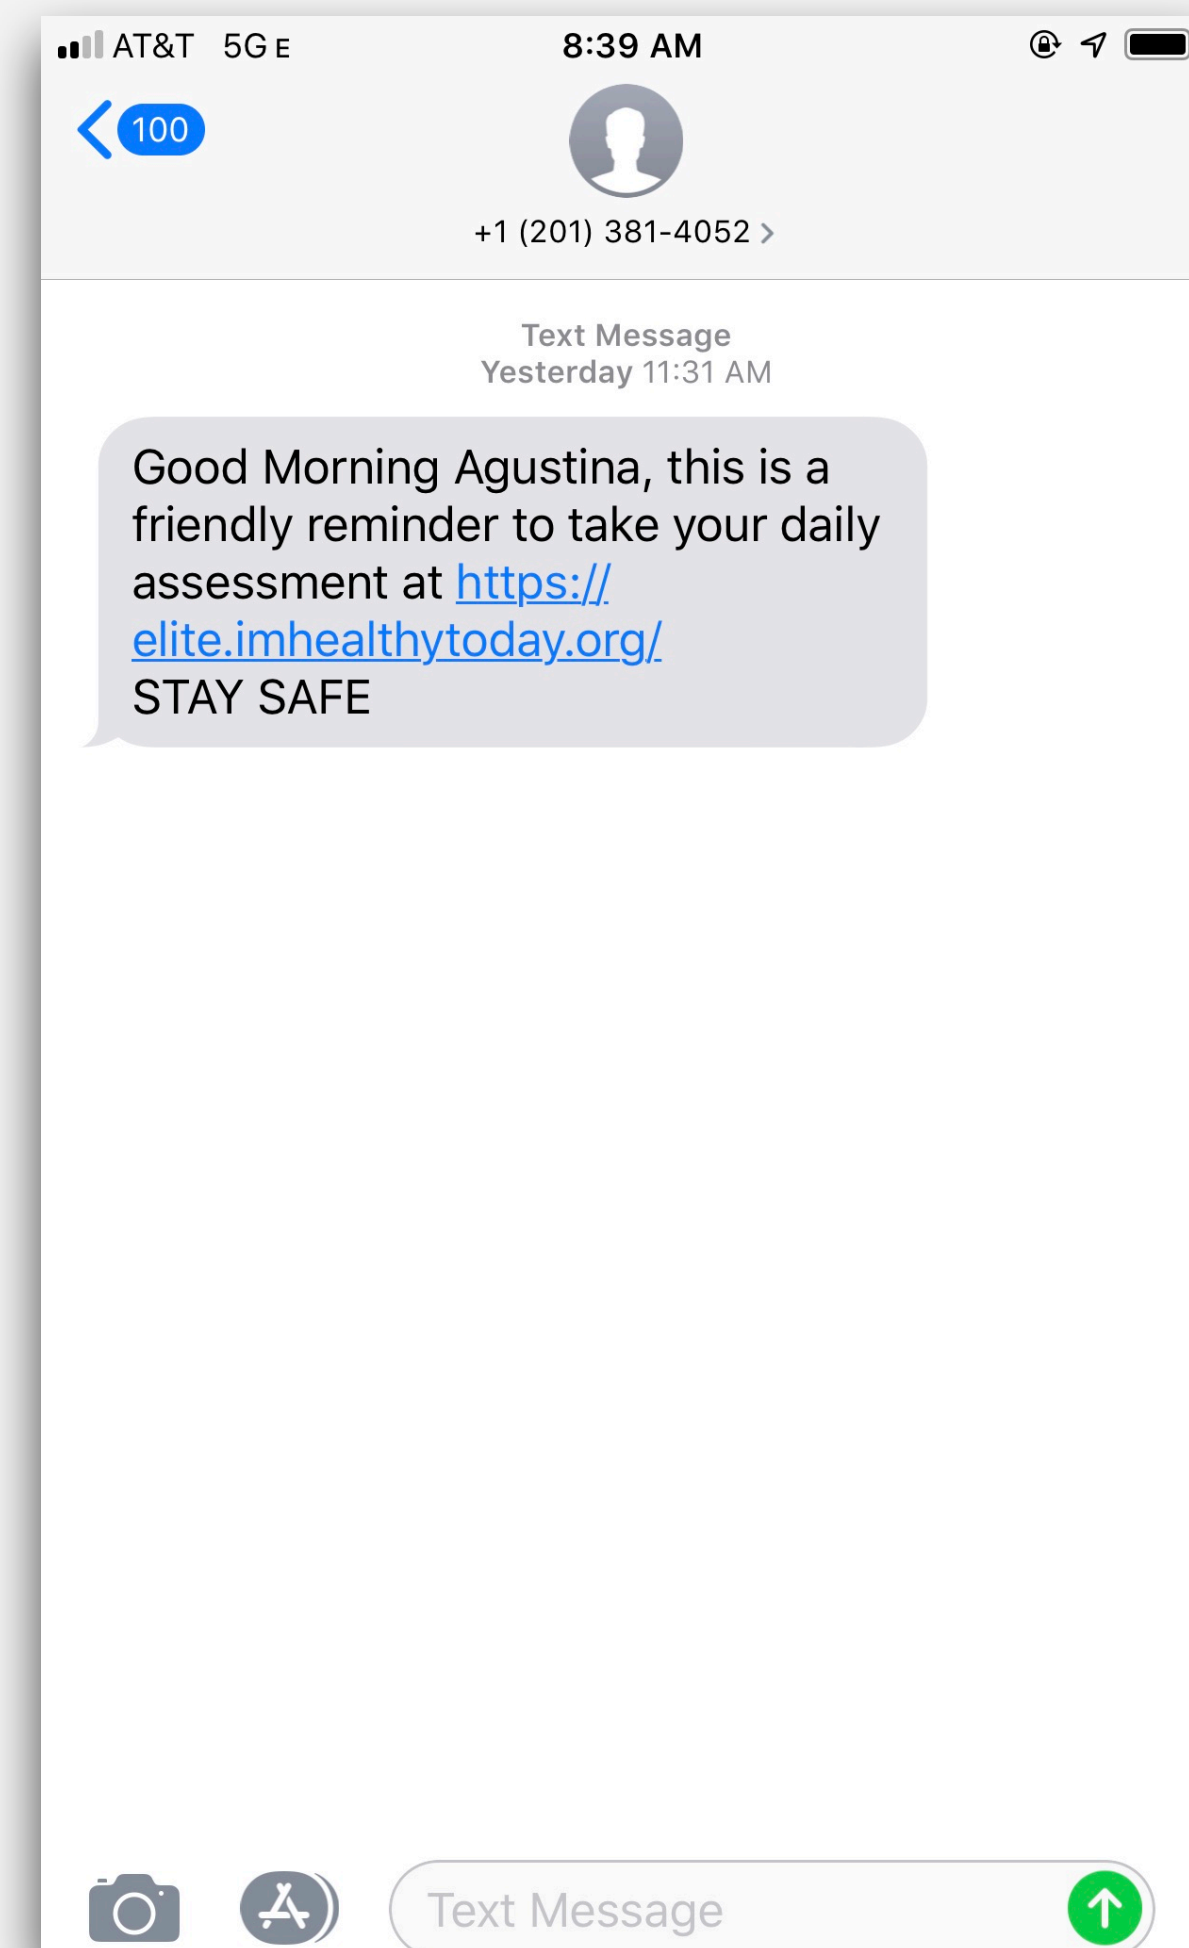 AT&T 5G E 8:39 AM
100
+1 (201) 381-4052
Text Message
Yesterday 11:31 AM
Good Morning Agustina, this is a
friendly reminder to take your daily
assessment at https://
elite.imhealthytoday.org/
STAY SAFE
Text Message